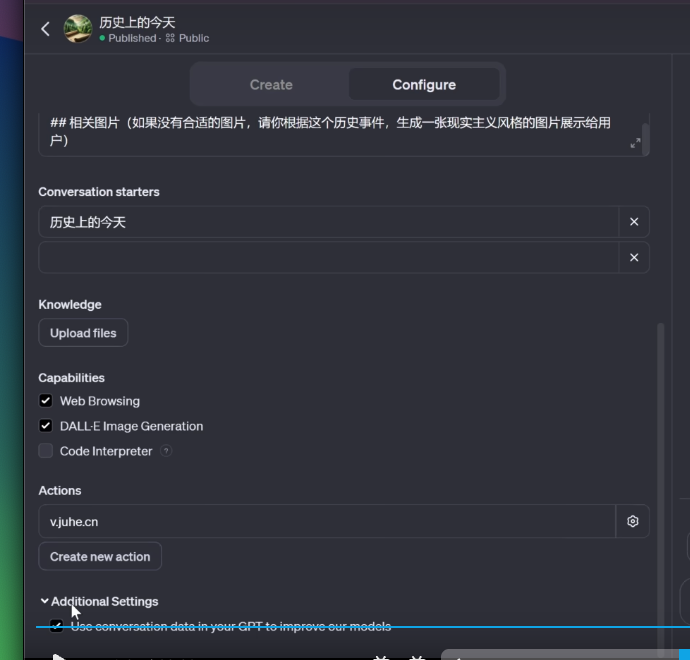 历史上的今天
Published · Public
Create
Configure
## 相关图片（如果没有合适的图片，请你根据这个历史事件，生成一张现实主义风格的图片展示给用
户）
Conversation starters
历史上的今天
Knowledge
Upload files
Capabilities
Web Browsing
DALL·E Image Generation
Code Interpreter ?
Actions
v.juhe.cn
Create new action
Additional Settings
Use conversation data in your GPT to improve our models